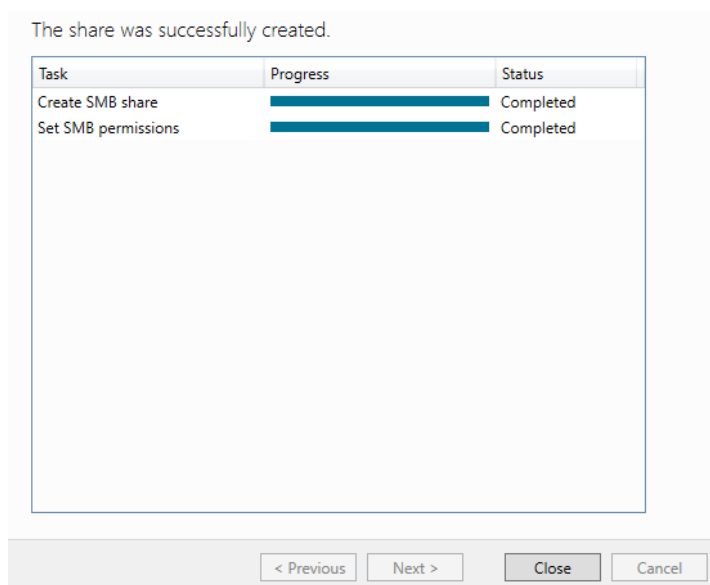 The share was successfully created.
Task Progress Status
Create SMB share Completed
Set SMB permissions Completed
< Previous Next > Close Cancel